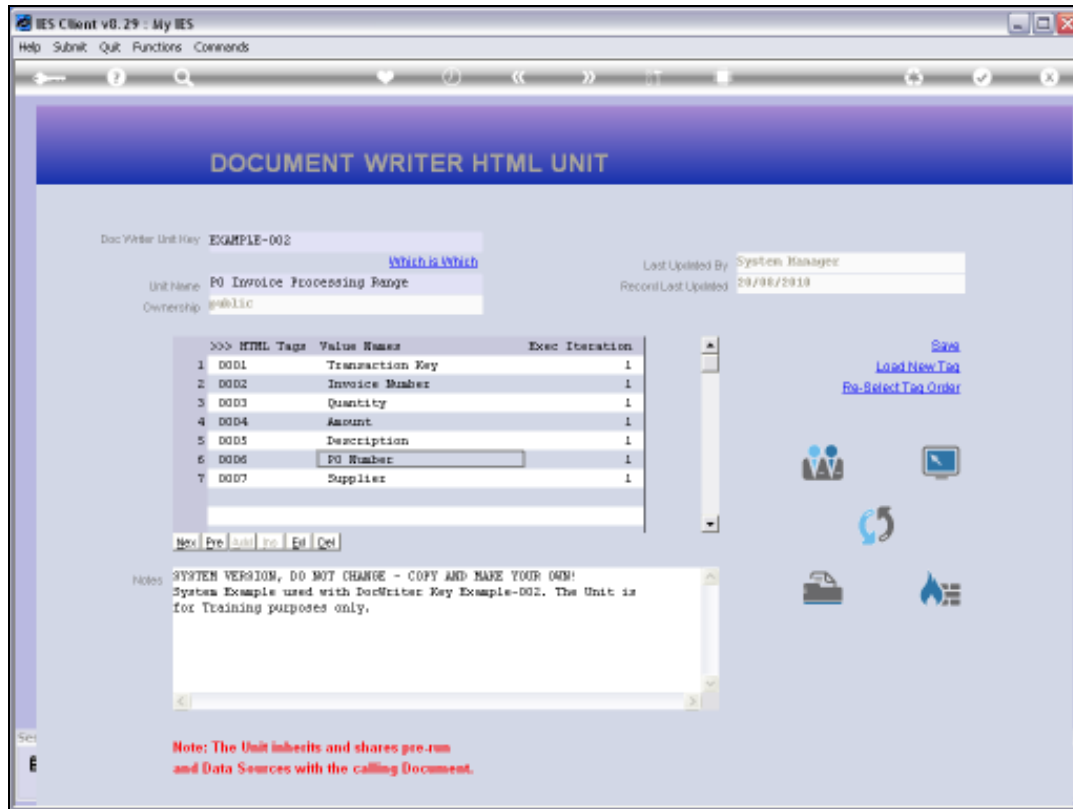 IES Client v8.29 : My IES
Help Submit Quit Functions Commands
DOCUMENT WRITER HTML UNIT
Doc Writer Unit Key EXAMPLE-002
Which is Which
Last Updated By System Manager
Unit Name PO Invoice Processing Range
Record Last Updated 20/08/2010
Ownership public
>>> HTML Tags Value Names Exec Iteration
Save
1 0001 Transaction Key 1
Load New Tag
2 0002 Invoice Number 1
Re-Select Tag Order
3 0003 Quantity 1
4 0004 Amount 1
5 0005 Description 1
6 0006 PO Number 1
7 0007 Supplier 1
Nex Pre Add Ins Ed Del
Notes SYSTEM VERSION, DO NOT CHANGE - COPY AND MAKE YOUR OWN!
System Example used with DocWriter Key Example-002. The Unit is
for Training purposes only.
Note: The Unit inherits and shares pre-run
and Data Sources with the calling Document.